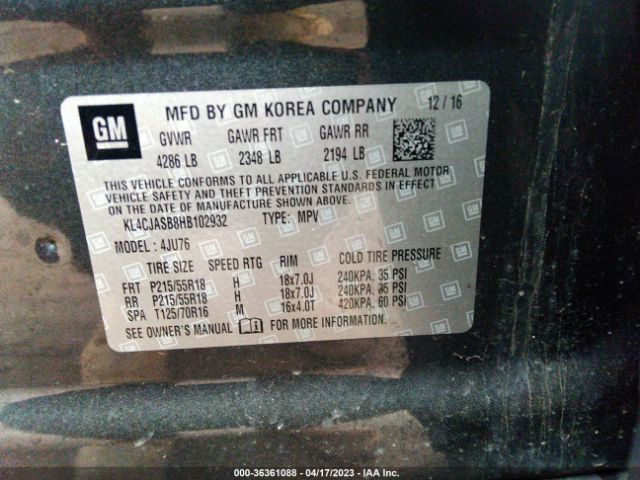 GM
MFD BY GM KOREA COMPANY 12 / 16
GVWR GAWR FRT GAWR RR
4286 LB 2348 LB 2194 LB
THIS VEHICLE CONFORMS TO ALL APPLICABLE U.S. FEDERAL MOTOR
VEHICLE SAFETY AND THEFT PREVENTION STANDARDS IN EFFECT
ON THE DATE OF MANUFACTURE SHOWN ABOVE.
KL4CJASB8HB102932 TYPE: MPV
MODEL : 4JU76
TIRE SIZE SPEED RTG RIM COLD TIRE PRESSURE
FRT P215/55R18 H 18x7.0J 240KPA, 35 PSI
RR P215/55R18 H 18x7.0J 240KPA, 35 PSI
SPA T125/70R16 M 16x4.0T 420KPA, 60 PSI
SEE OWNER'S MANUAL FOR MORE INFORMATION.
000-36361088 - 04/17/2023 - IAA Inc.